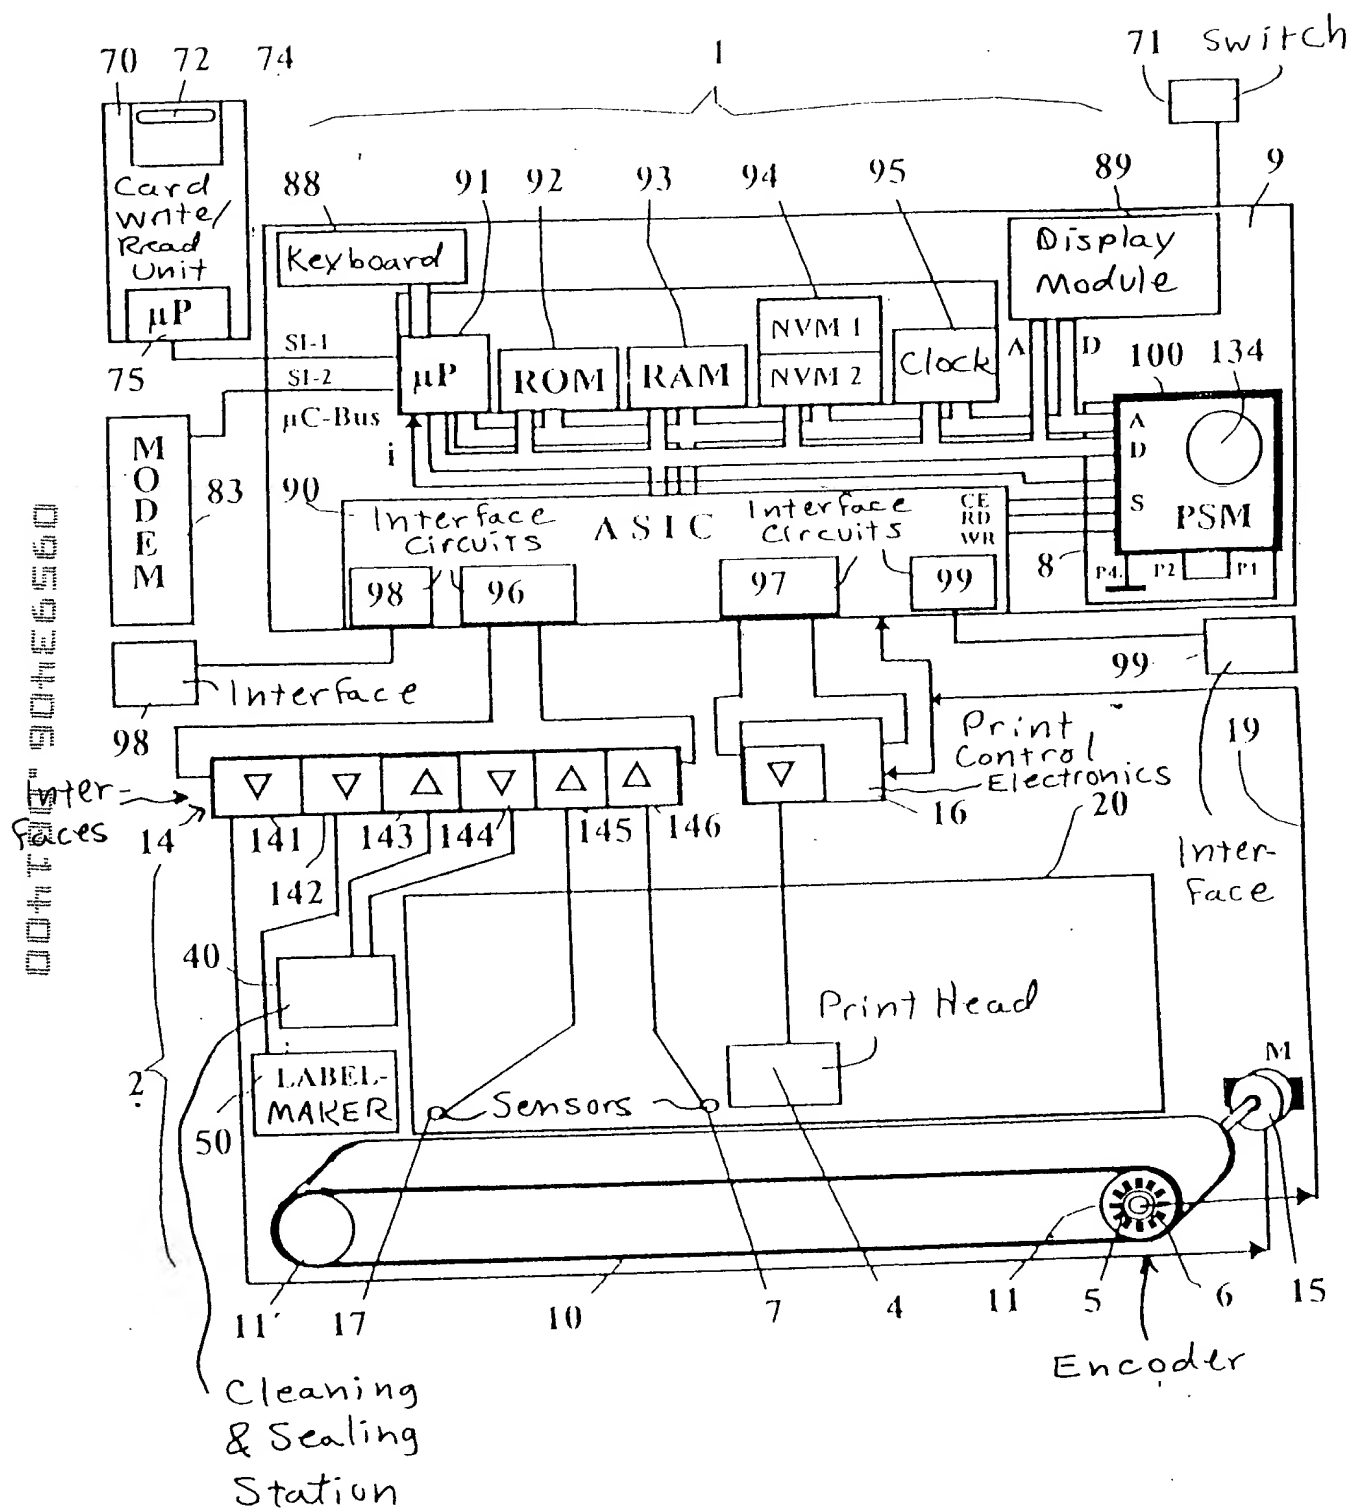 70
72
74
1
71
Switch
Card
Write/
Read
Unit
μP
75
88
91
92
93
94
95
89
9
Keyboard
Display
Module
SI-1
SI-2
μC-Bus
i
μP
ROM
RAM
NVM 1
NVM 2
Clock
A
D
100
134
A
D
S
PSM
P4
P2
P1
8
MODEM
83
90
Interface
Circuits
ASIC
Interface
Circuits
CE
RD
WR
98
96
97
99
Interface
98
99
Inter-
face
19
Print
Control
Electronics
16
20
Inter-
faces
14
141
142
143
144
145
146
2
40
LABEL-
MAKER
50
Sensors
Print Head
M
11'
17
10
7
4
11
5
6
15
Encoder
Cleaning
& Sealing
Station